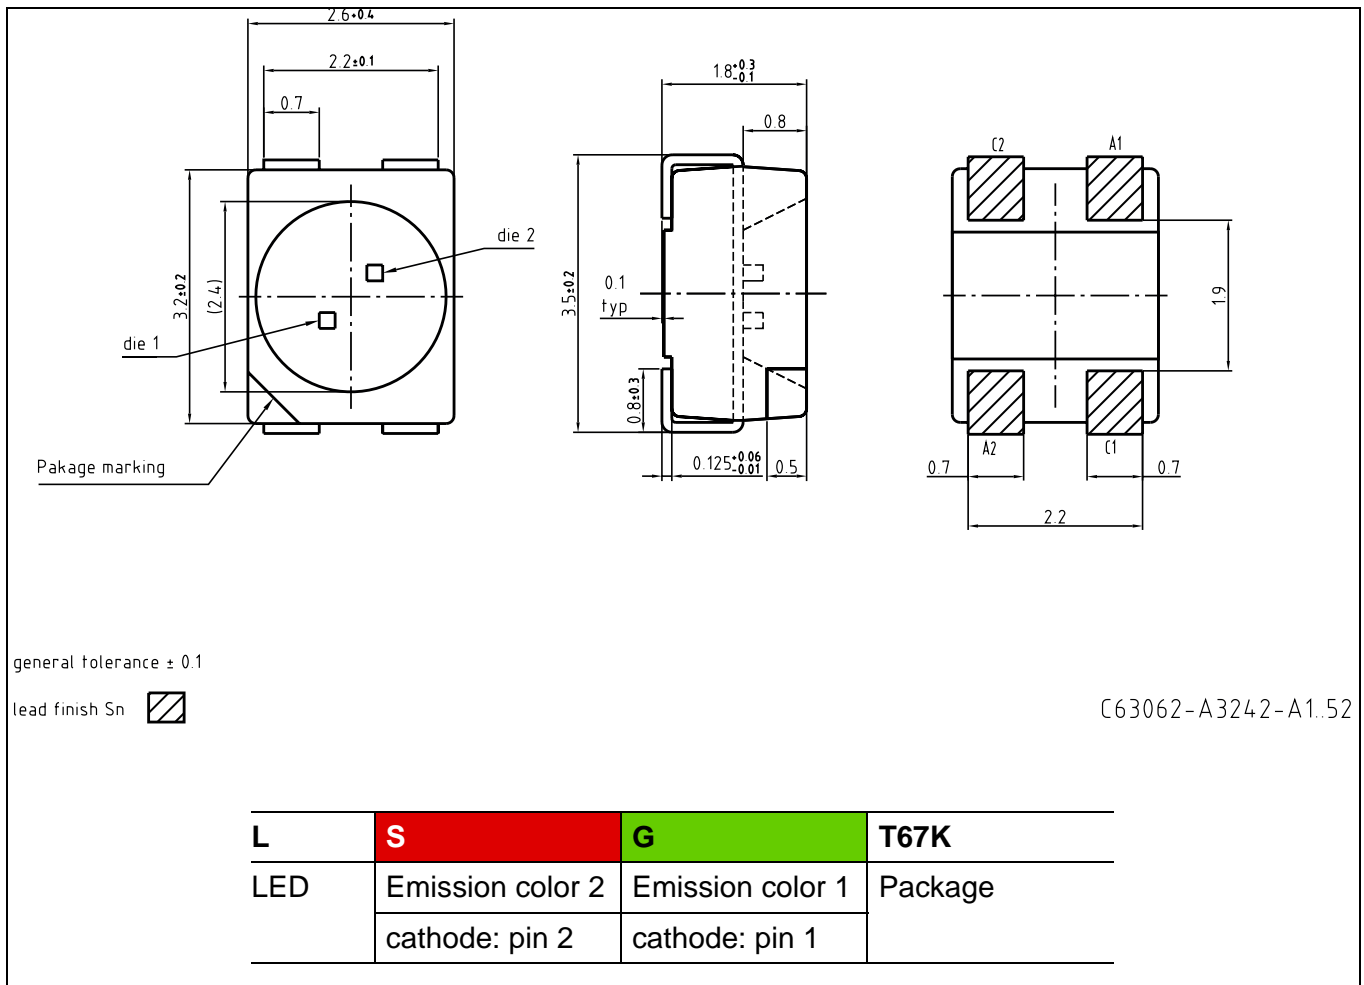 2.6+0.4
2.2±0.1
0.7
3.2±0.2
(2.4)
die 2
die 1
Pakage marking
1.8+0.3
-0.1
0.8
3.5±0.2
0.1
typ
0.8±0.3
0.125+0.06
-0.01
0.5
C2
A1
1.9
A2
C1
0.7
0.7
2.2
general tolerance ± 0.1
lead finish Sn
C63062-A3242-A1..52
L S G T67K
LED Emission color 2 Emission color 1 Package
cathode: pin 2 cathode: pin 1